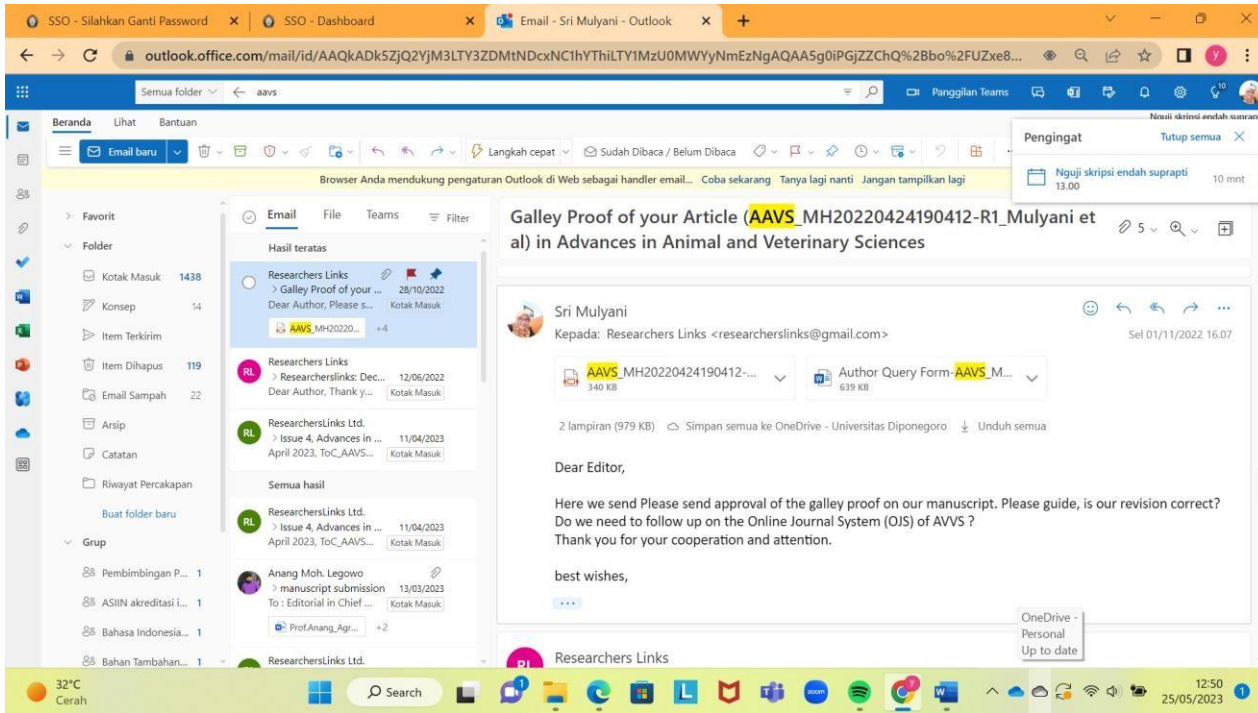 SSO - Silahkan Ganti Password
SSO - Dashboard
Email - Sri Mulyani - Outlook
outlook.office.com/mail/id/AAQkADk5ZjQ2YjM3LTY3ZDMtNDcxNC1hYThiLTY1MzU0MWYyNmEzNgAQAA5g0iPGjZZChQ%2Bbo%2FUZxe8...
y
Semua folder
aavs
Panggilan Teams
10
Nguji skripsi endah suprap
Beranda Lihat Bantuan
Email baru
Langkah cepat
Sudah Dibaca / Belum Dibaca
Browser Anda mendukung pengaturan Outlook di Web sebagai handler email... Coba sekarang Tanya lagi nanti Jangan tampilkan lagi
Pengingat
Tutup semua
Nguji skripsi endah suprapti
13.00
10 mnt
Favorit
Folder
Kotak Masuk 1438
Konsep 14
Item Terkirim
Item Dihapus 119
Email Sampah 22
Arsip
Catatan
Riwayat Percakapan
Buat folder baru
Grup
Pembimbingan P... 1
ASIIN akreditasi i... 1
Bahasa Indonesia... 1
Bahan Tambahan... 1
Email File Teams Filter
Hasil teratas
Researchers Links
> Galley Proof of your ... 28/10/2022
Dear Author, Please s... Kotak Masuk
AAVS_MH20220... +4
RL
Researchers Links
> Researcherslinks: Dec... 12/06/2022
Dear Author, Thank y... Kotak Masuk
RL
ResearchersLinks Ltd.
> Issue 4, Advances in ... 11/04/2023
April 2023, ToC_AAVS... Kotak Masuk
Semua hasil
RL
ResearchersLinks Ltd.
> Issue 4, Advances in ... 11/04/2023
April 2023, ToC_AAVS... Kotak Masuk
Anang Moh. Legowo
> manuscript submission 13/03/2023
To : Editorial in Chief ... Kotak Masuk
Prof.Anang_Agr... +2
ResearchersLinks Ltd.
Galley Proof of your Article (AAVS_MH20220424190412-R1_Mulyani et
al) in Advances in Animal and Veterinary Sciences
5
Sri Mulyani
Kepada: Researchers Links <researcherslinks@gmail.com>
Sel 01/11/2022 16.07
AAVS_MH20220424190412-...
340 KB
Author Query Form-AAVS_M...
639 KB
2 lampiran (979 KB) Simpan semua ke OneDrive - Universitas Diponegoro Unduh semua
Dear Editor,
Here we send Please send approval of the galley proof on our manuscript. Please guide, is our revision correct?
Do we need to follow up on the Online Journal System (OJS) of AVVS ?
Thank you for your cooperation and attention.
best wishes,
...
RL
Researchers Links
OneDrive -
Personal
Up to date
32°C
Cerah
Search
1
L
zoom
12:50
25/05/2023
1